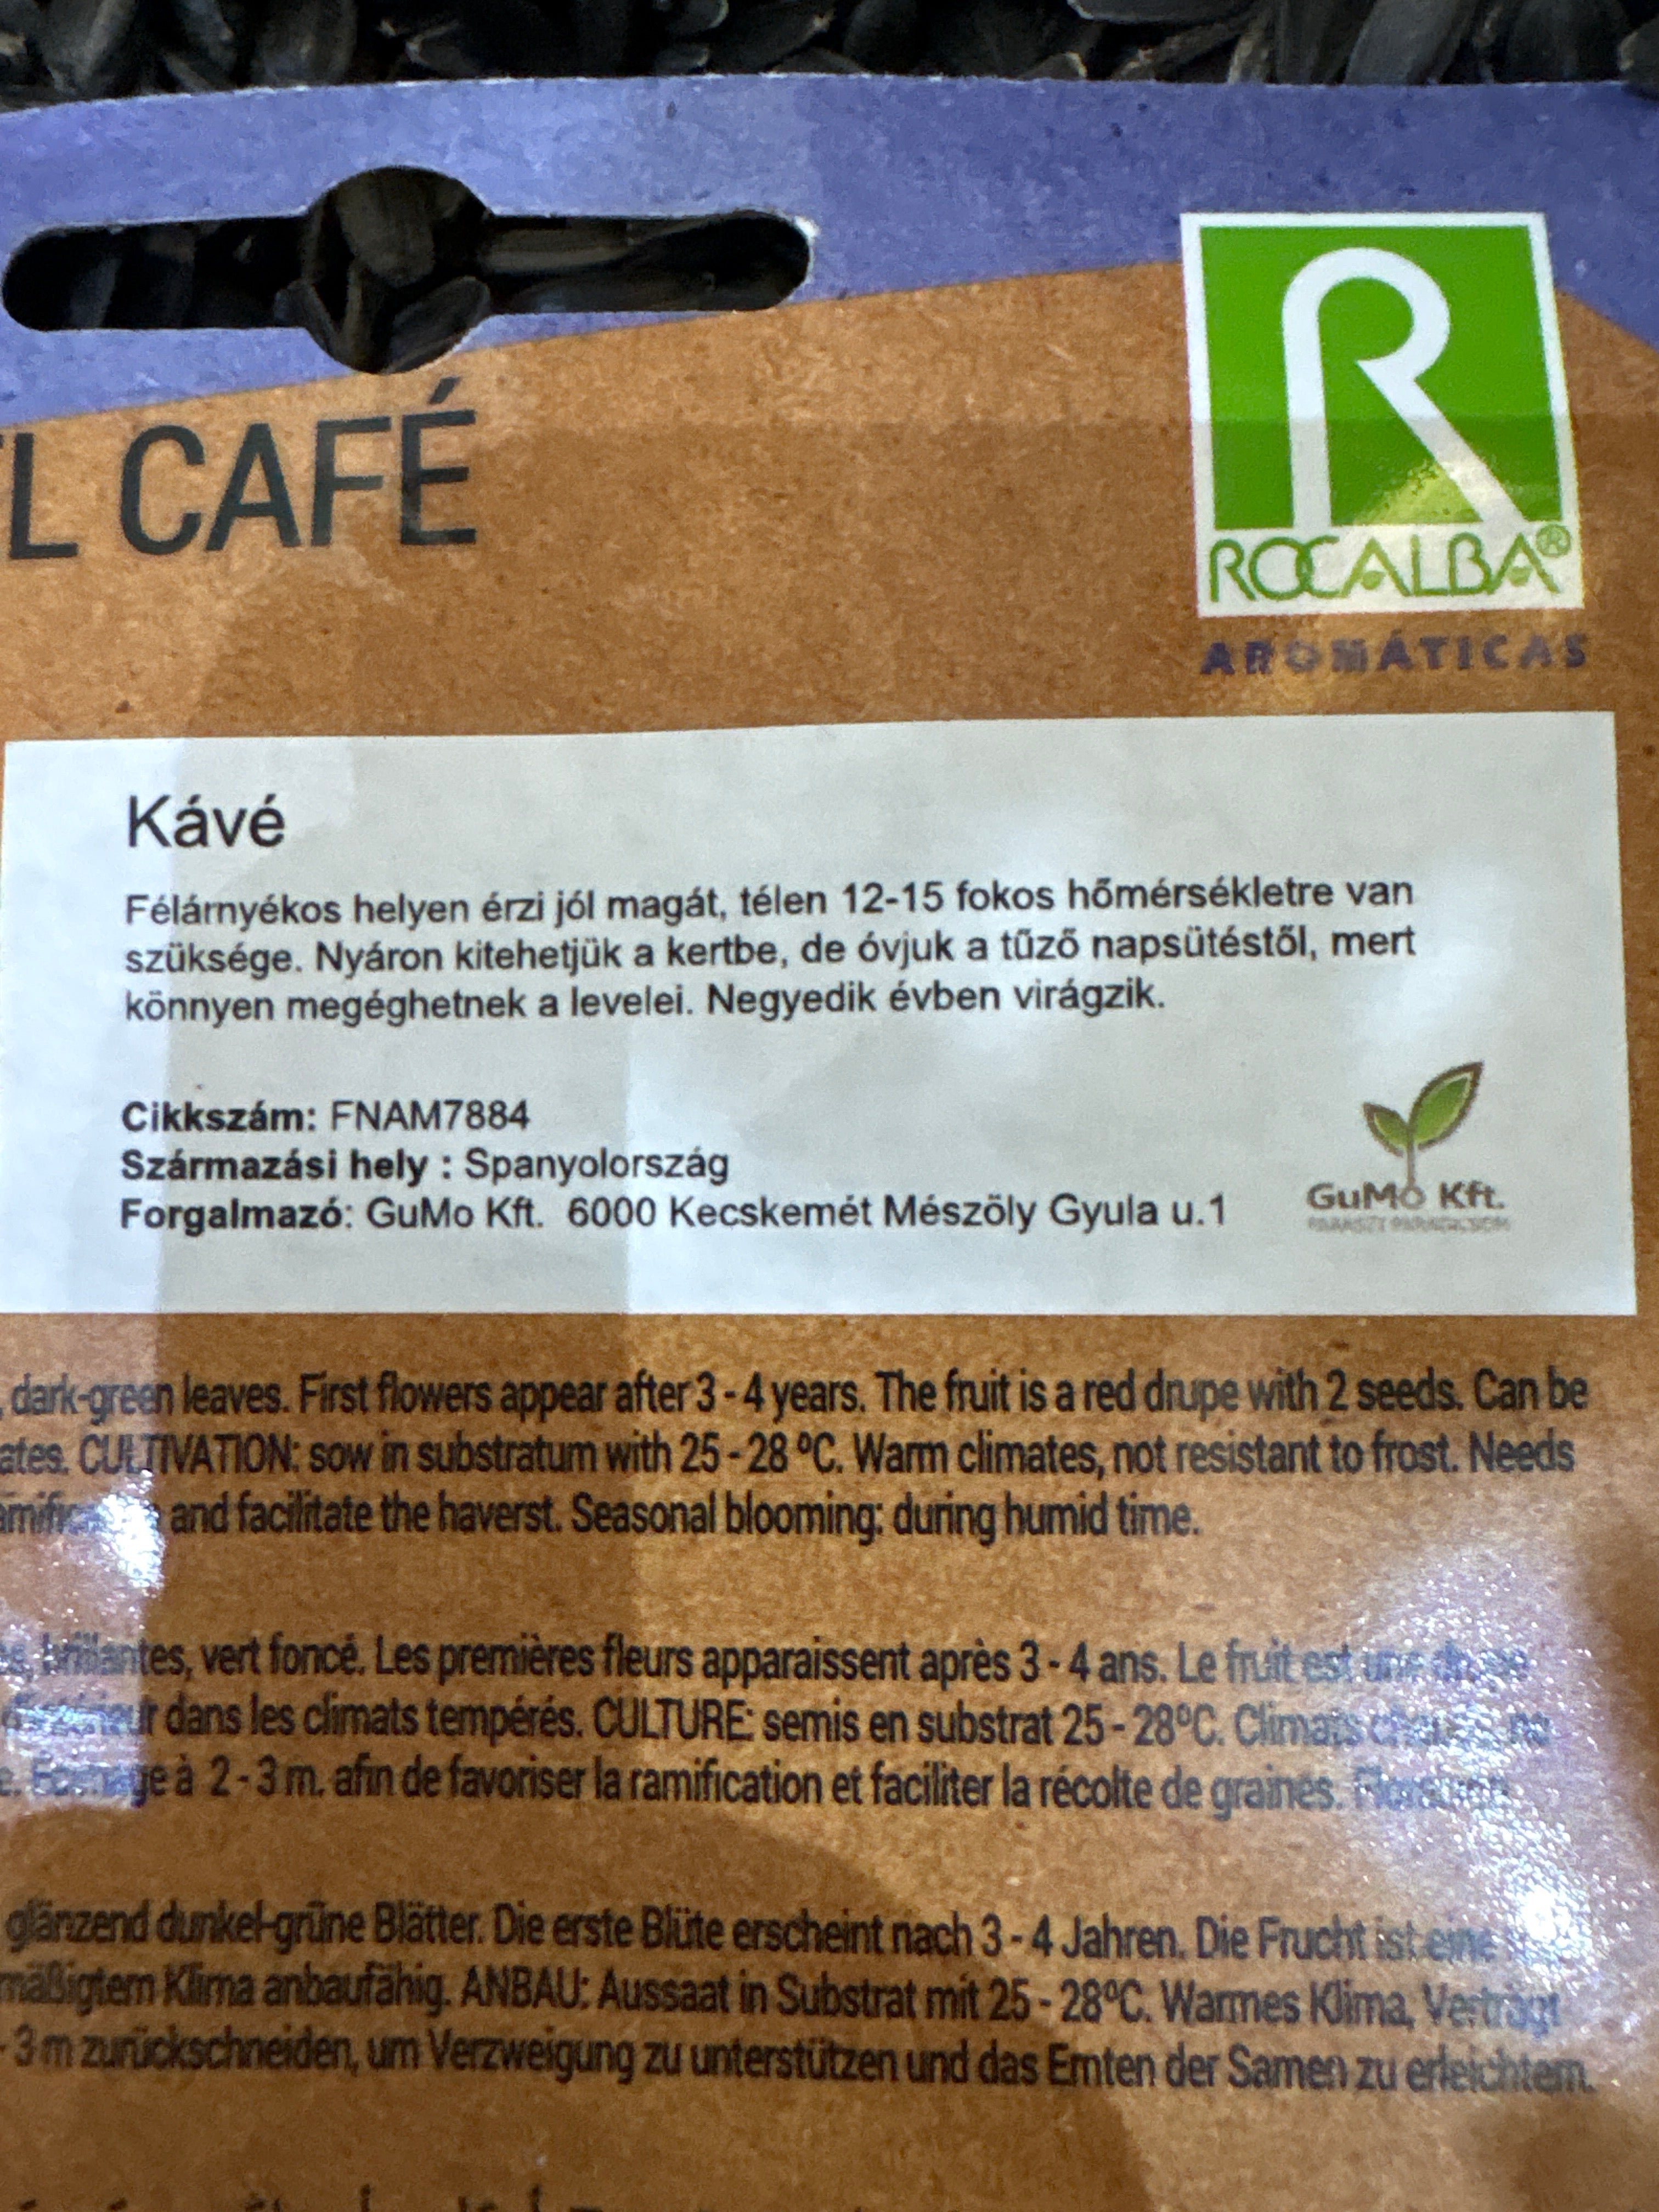 L CAFÉ
R
ROCALBA®
AROMÁTICAS
Kávé
Félárnyékos helyen érzi jól magát, télen 12-15 fokos hőmérsékletre van
szüksége. Nyáron kitehetjük a kertbe, de óvjuk a tűző napsütéstől, mert
könnyen megéghetnek a levelei. Negyedik évben virágzik.
Cikkszám: FNAM7884
Származási hely : Spanyolország
Forgalmazó: GuMo Kft. 6000 Kecskemét Mészöly Gyula u.1
GuMo Kft.
PARASZT PARADICSOM
, dark-green leaves. First flowers appear after 3 - 4 years. The fruit is a red drupe with 2 seeds. Can be
ates. CULTIVATION: sow in substratum with 25 - 28 ºC. Warm climates, not resistant to frost. Needs
and facilitate the haverst. Seasonal blooming: during humid time.
brillantes, vert foncé. Les premières fleurs apparaissent après 3 - 4 ans. Le fruit est une
dans les climats tempérés. CULTURE: semis en substrat 25 - 28ºC. Climats
à 2 - 3 m. afin de favoriser la ramification et faciliter la récolte de graines.
glänzend dunkel-grüne Blätter. Die erste Blüte erscheint nach 3 - 4 Jahren. Die Frucht ist eine
mäßigtem Klima anbaufähig. ANBAU: Aussaat in Substrat mit 25 - 28ºC. Warmes Klima, Verträgt
- 3 m zurückschneiden, um Verzweigung zu unterstützen und das Ernten der Samen zu erleichtern.